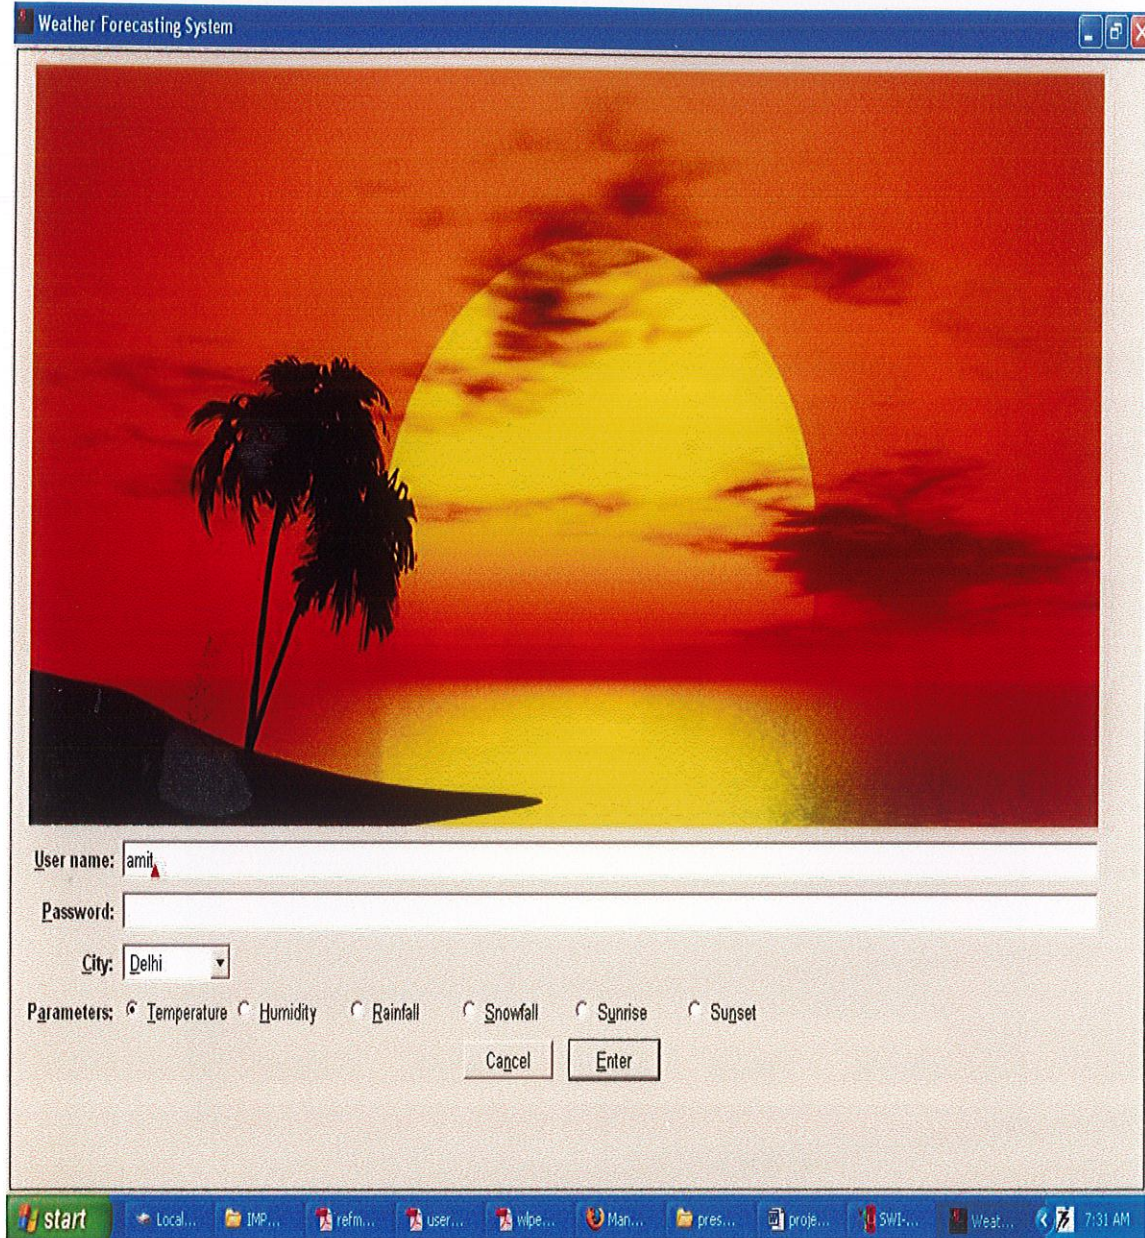 Weather Forecasting System
User name: amit
Password:
City: Delhi
Parameters: Temperature Humidity Rainfall Snowfall Sunrise Sunset
Cancel Enter
start Local... IMP... refm... user... wlpe... Man... pres... proje... SWI-... Weat... 7:31 AM